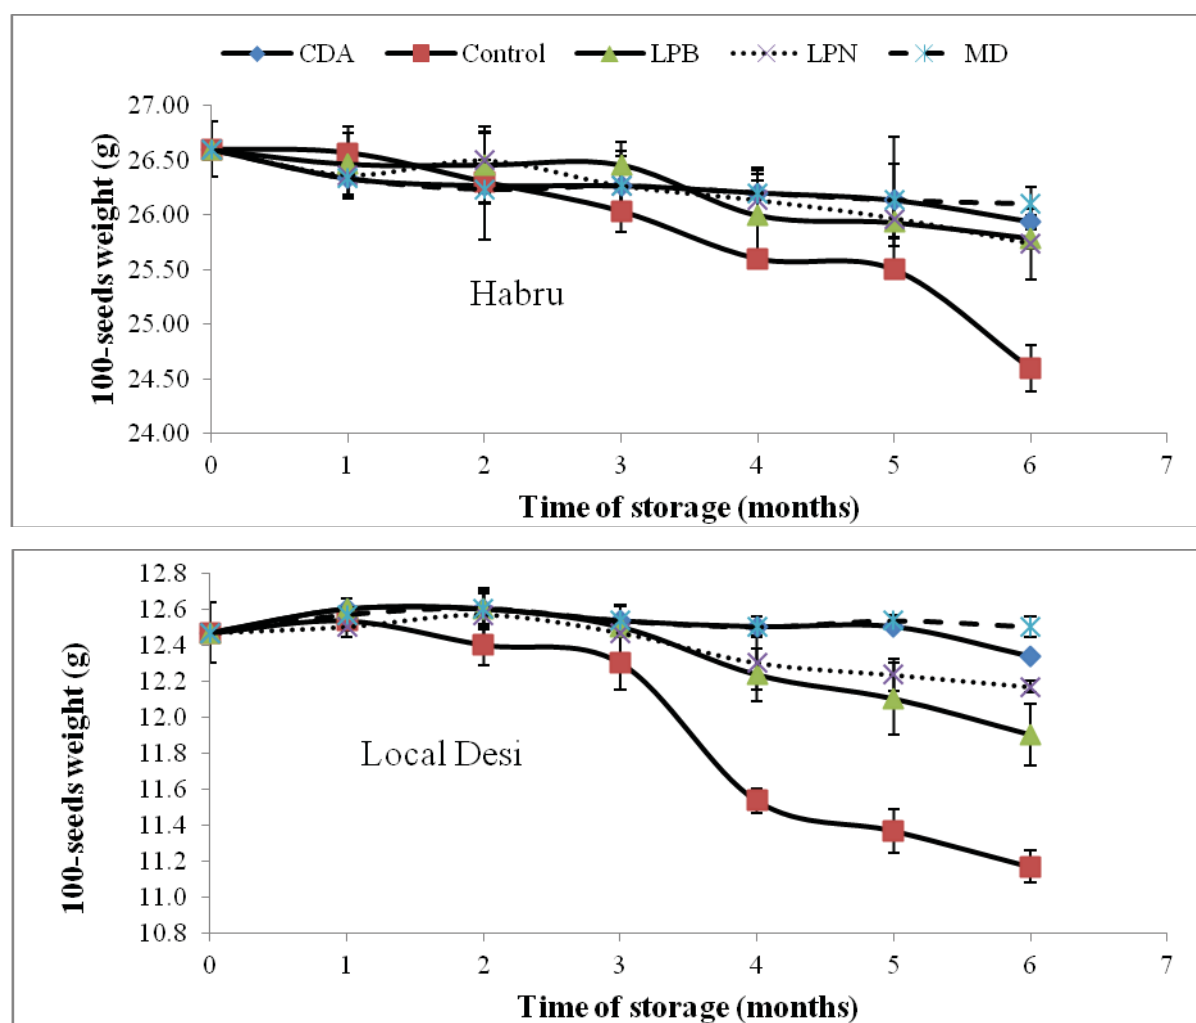 CDA Control LPB LPN MD
27.00
26.50
26.00
25.50
25.00
24.50
24.00
100-seeds weight (g)
Habru
0 1 2 3 4 5 6 7
Time of storage (months)
12.8
12.6
12.4
12.2
12.0
11.8
11.6
11.4
11.2
11.0
10.8
100-seeds weight (g)
Local Desi
0 1 2 3 4 5 6 7
Time of storage (months)